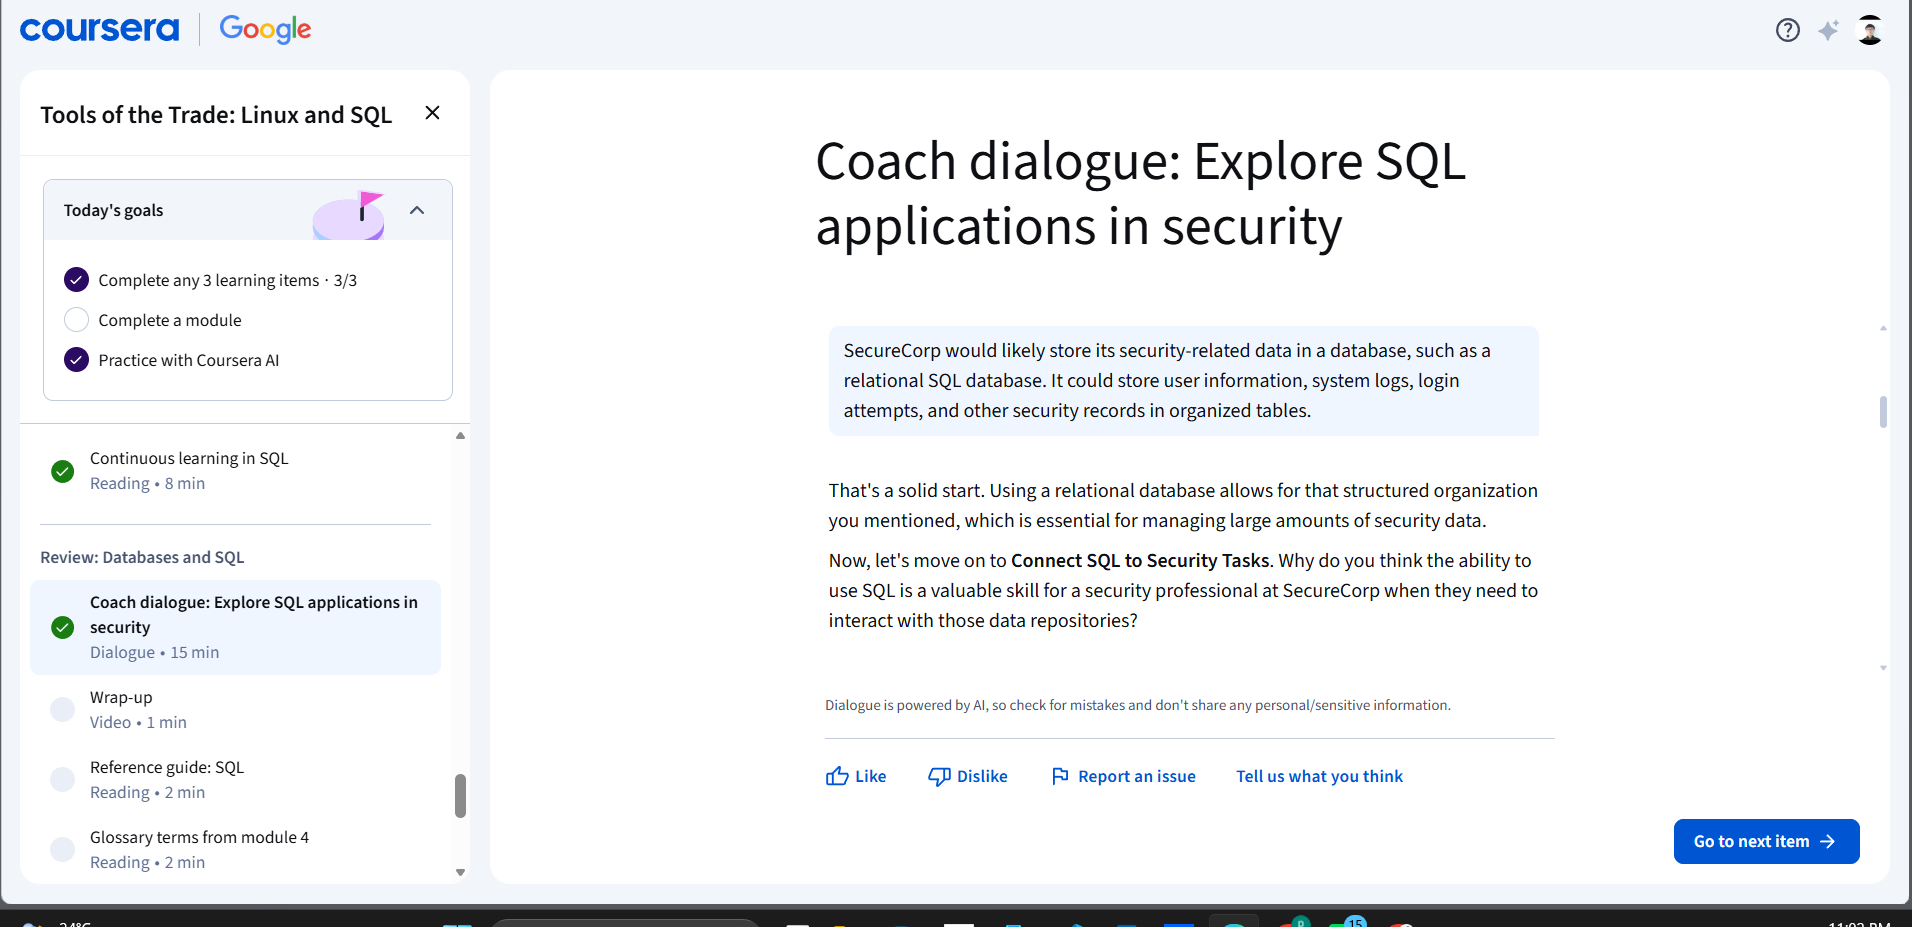 coursera
Google
Tools of the Trade: Linux and SQL
Today's goals
Complete any 3 learning items · 3/3
Complete a module
Practice with Coursera AI
Continuous learning in SQL
Reading • 8 min
Review: Databases and SQL
Coach dialogue: Explore SQL applications in
security
Dialogue • 15 min
Wrap-up
Video • 1 min
Reference guide: SQL
Reading • 2 min
Glossary terms from module 4
Reading • 2 min
Coach dialogue: Explore SQL
applications in security
SecureCorp would likely store its security-related data in a database, such as a
relational SQL database. It could store user information, system logs, login
attempts, and other security records in organized tables.
That's a solid start. Using a relational database allows for that structured organization
you mentioned, which is essential for managing large amounts of security data.
Now, let's move on to Connect SQL to Security Tasks. Why do you think the ability to
use SQL is a valuable skill for a security professional at SecureCorp when they need to
interact with those data repositories?
Dialogue is powered by AI, so check for mistakes and don't share any personal/sensitive information.
Like
Dislike
Report an issue
Tell us what you think
Go to next item
15